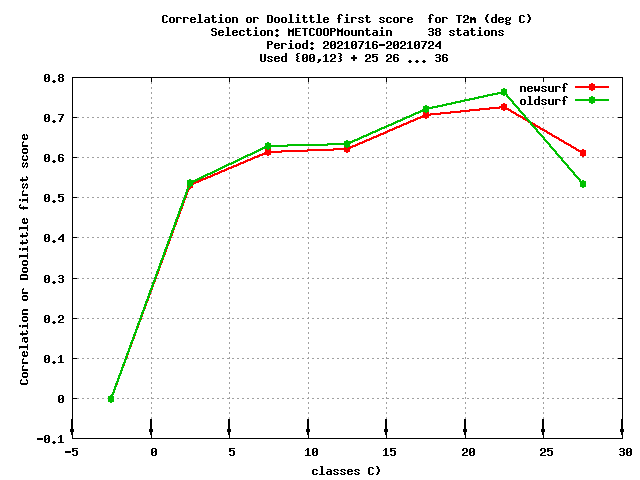 Correlation or Doolittle first score  for T2m (deg C)
Selection: METCOOPMountain     38 stations
Period: 20210716-20210724
Used {00,12} + 25 26 ... 36
newsurf
oldsurf
Correlation or Doolittle first score
0.8
0.7
0.6
0.5
0.4
0.3
0.2
0.1
0
-0.1
-5 0 5 10 15 20 25 30
classes C)